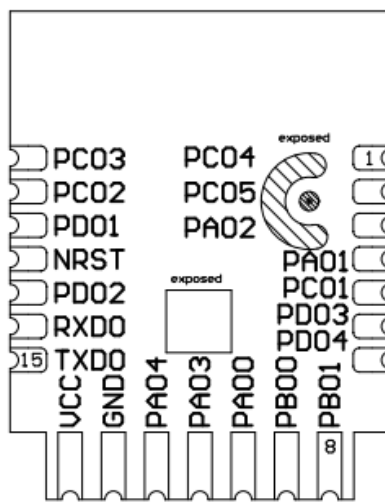 exposed
PC03 PC04 1
PC02 PC05
PD01 PA02
NRST PA01
exposed
PD02 PC01
RXD0 PD03
15 TXD0 PD04
VCC GND PA04 PA03 PA00 PB00 PB01
8